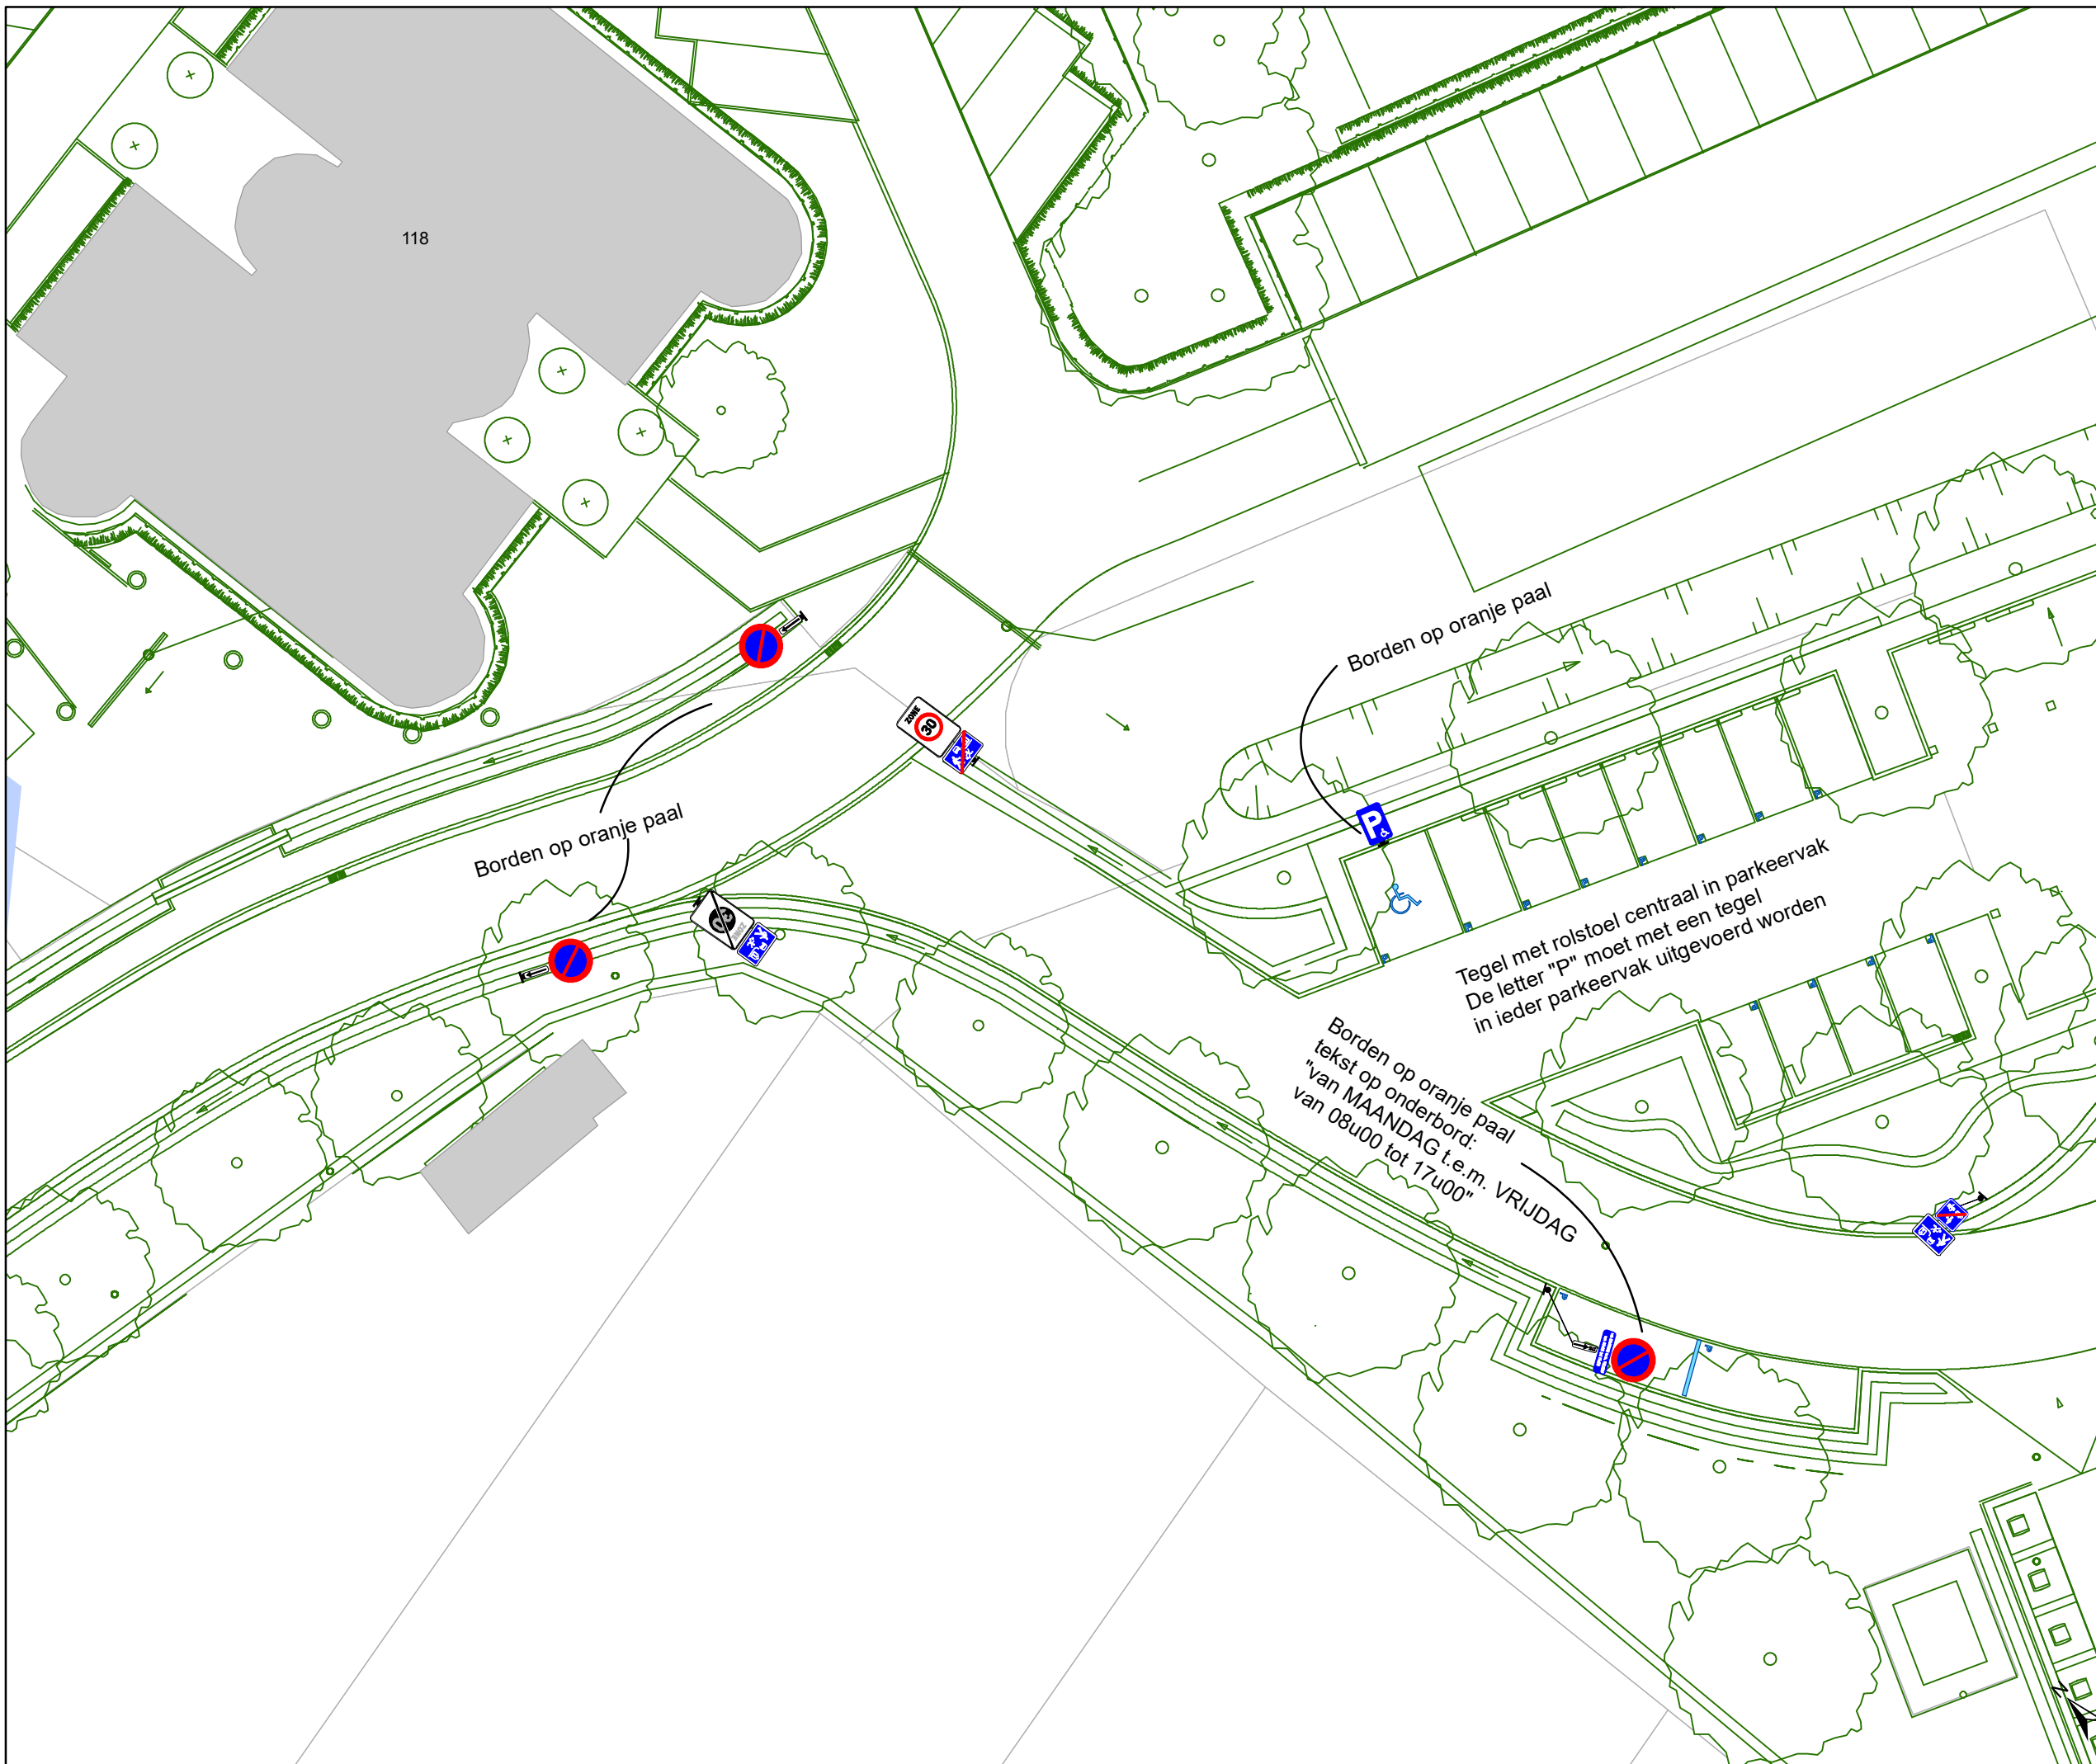 118
Borden op oranje paal
ZONE
30
P
Borden op oranje paal
ZONE
30
Tegel met rolstoel centraal in parkeervak
De letter "P" moet met een tegel
in ieder parkeervak uitgevoerd worden
Borden op oranje paal
tekst op onderbord:
"van MAANDAG t.e.m. VRIJDAG
van 08u00 tot 17u00"
P
P
N